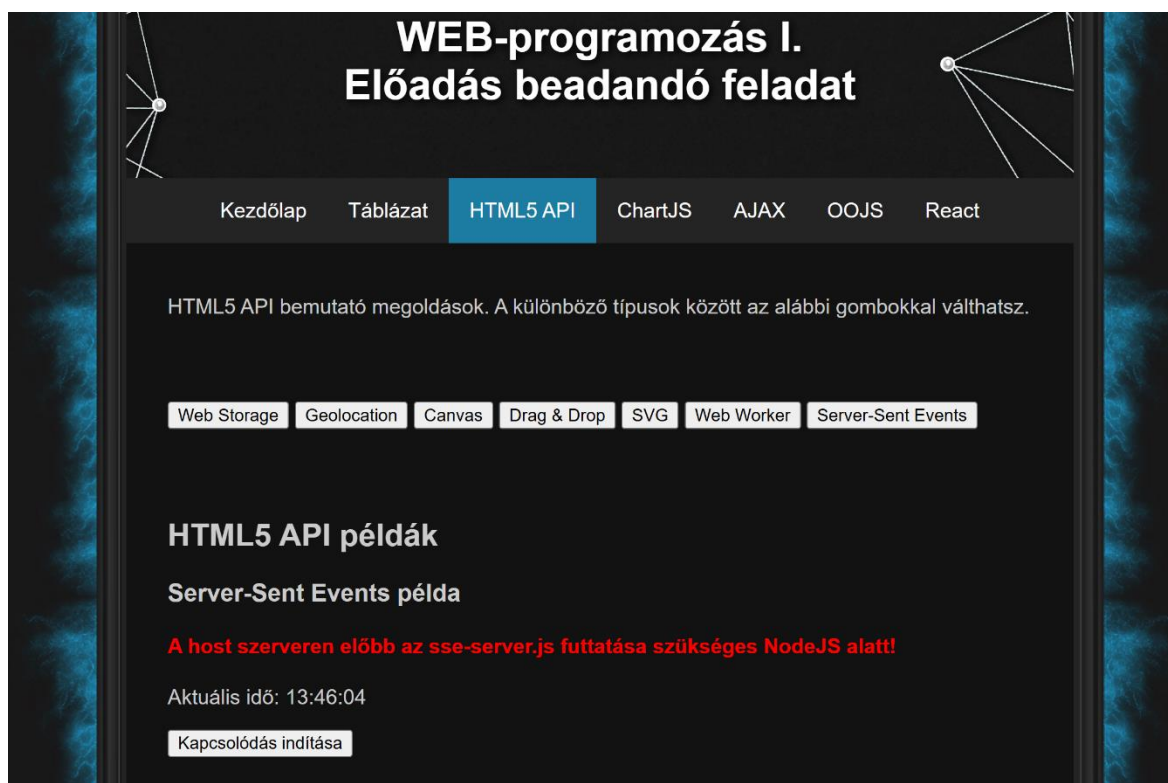 WEB-programozás I.
Előadás beadandó feladat
Kezdőlap Táblázat HTML5 API ChartJS AJAX OOJS React
HTML5 API bemutató megoldások. A különböző típusok között az alábbi gombokkal válthatsz.
Web Storage Geolocation Canvas Drag & Drop SVG Web Worker Server-Sent Events
HTML5 API példák
Server-Sent Events példa
A host szerveren előbb az sse-server.js futtatása szükséges NodeJS alatt!
Aktuális idő: 13:46:04
Kapcsolódás indítása